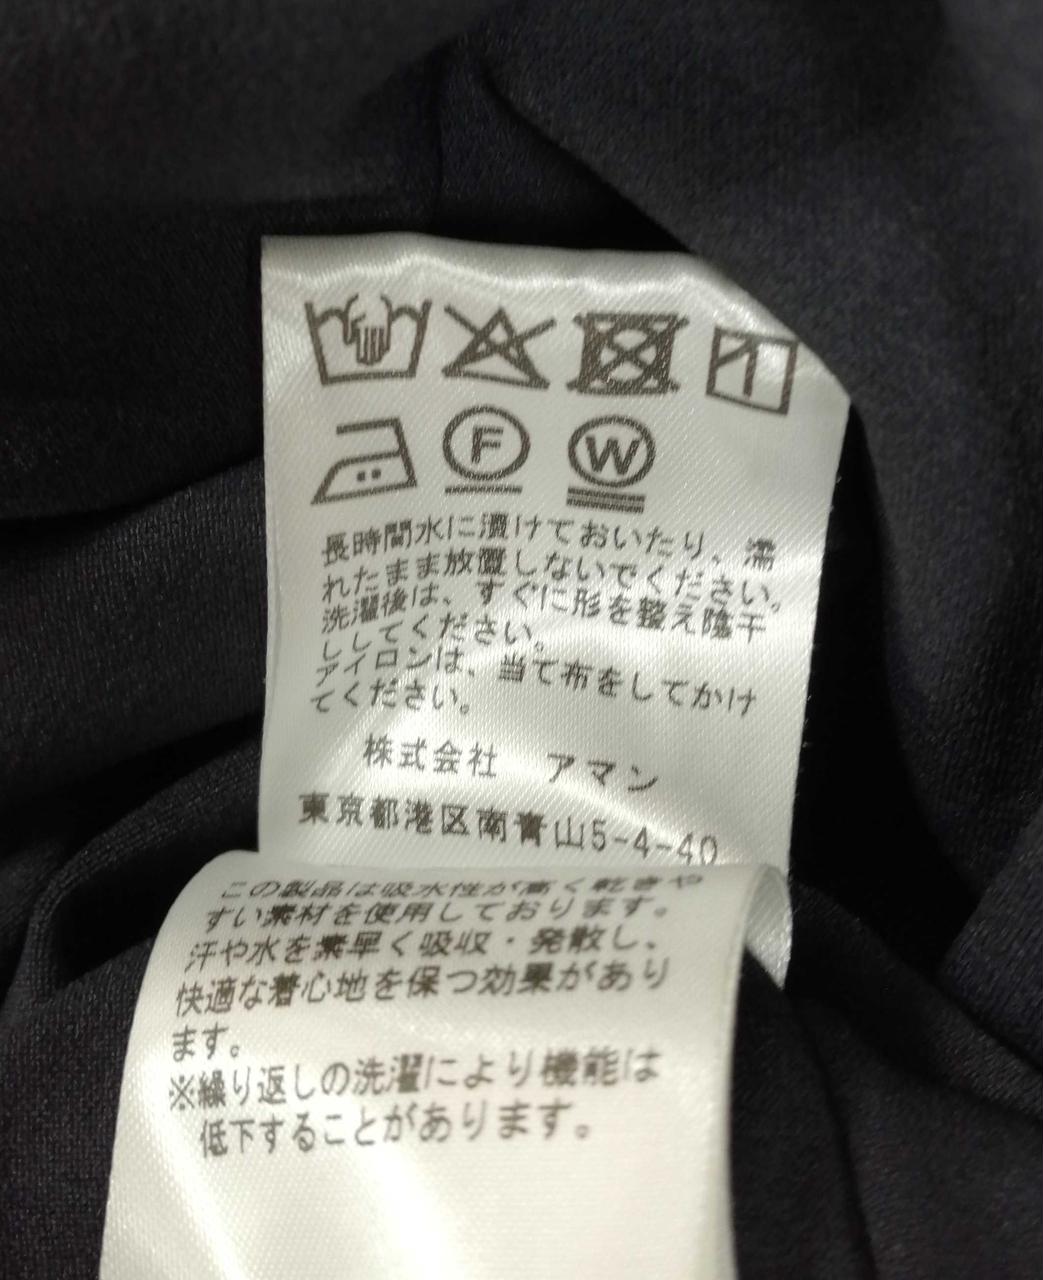 F W
長時間水に漬けておいたり、濡
れたまま放置しないでください。
洗濯後は、すぐに形を整え陰干
ししてください。
アイロンは、当て布をしてかけ
てください。
株式会社 アマン
東京都港区南青山5-4-40
この製品は吸水性が高く乾きや
すい素材を使用しております。
汗や水を素早く吸収・発散し、
快適な着心地を保つ効果があり
ます。
※繰り返しの洗濯により機能は
低下することがあります。